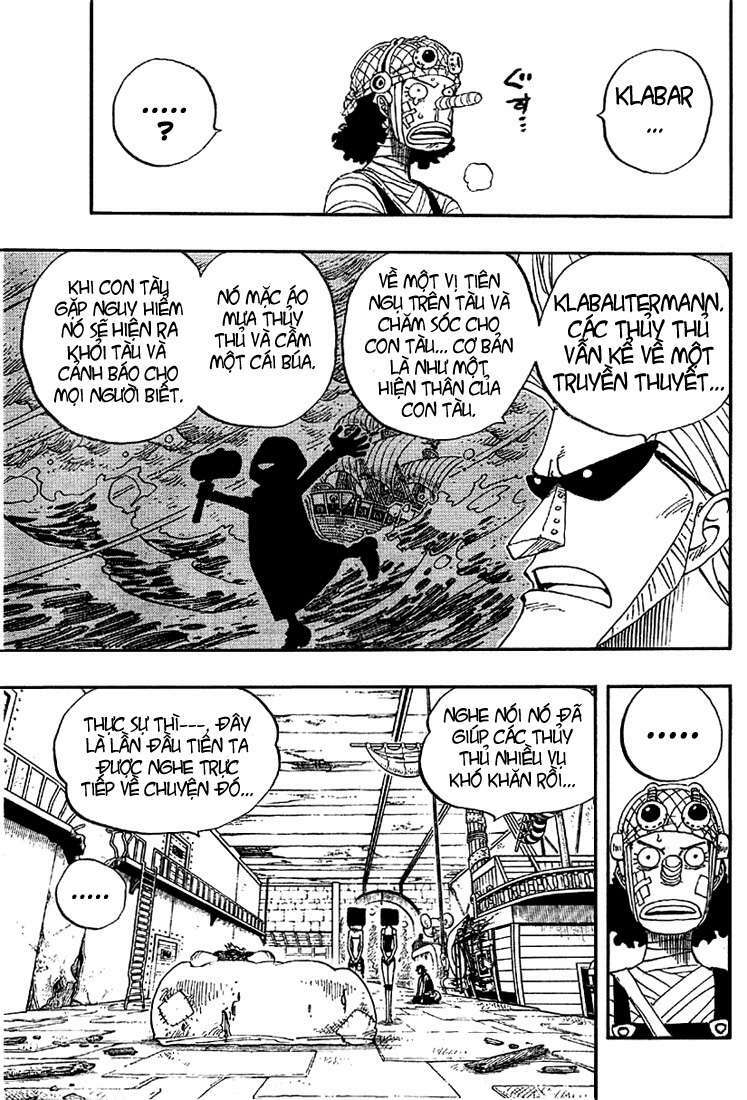 KLABAR
...
ぐすっ
.....
?
KLABAUTERMANN.
CÁC THỦY THỦ
VẪN KỂ VỀ MỘT
TRUYỀN THUYẾT...
VỀ MỘT VỊ TIÊN
NGỤ TRÊN TÀU VÀ
CHĂM SÓC CHO
CON TÀU... CƠ BẢN
LÀ NHƯ MỘT
HIỆN THÂN CỦA
CON TÀU.
NÓ MẶC ÁO
MƯA THỦY
THỦ VÀ CẦM
MỘT CÁI BÚA.
KHI CON TÀU
GẶP NGUY HIỂM
NÓ SẼ HIỆN RA
KHỎI TÀU VÀ
CẢNH BÁO CHO
MỌI NGƯỜI BIẾT.
.....
NGHE NÓI NÓ ĐÃ
GIÚP CÁC THỦY
THỦ NHIỀU VỤ
KHÓ KHĂN RỒI...
THỰC SỰ THÌ---, ĐÂY
LÀ LẦN ĐẦU TIÊN TA
ĐƯỢC NGHE TRỰC
TIẾP VỀ CHUYỆN ĐÓ...
.....